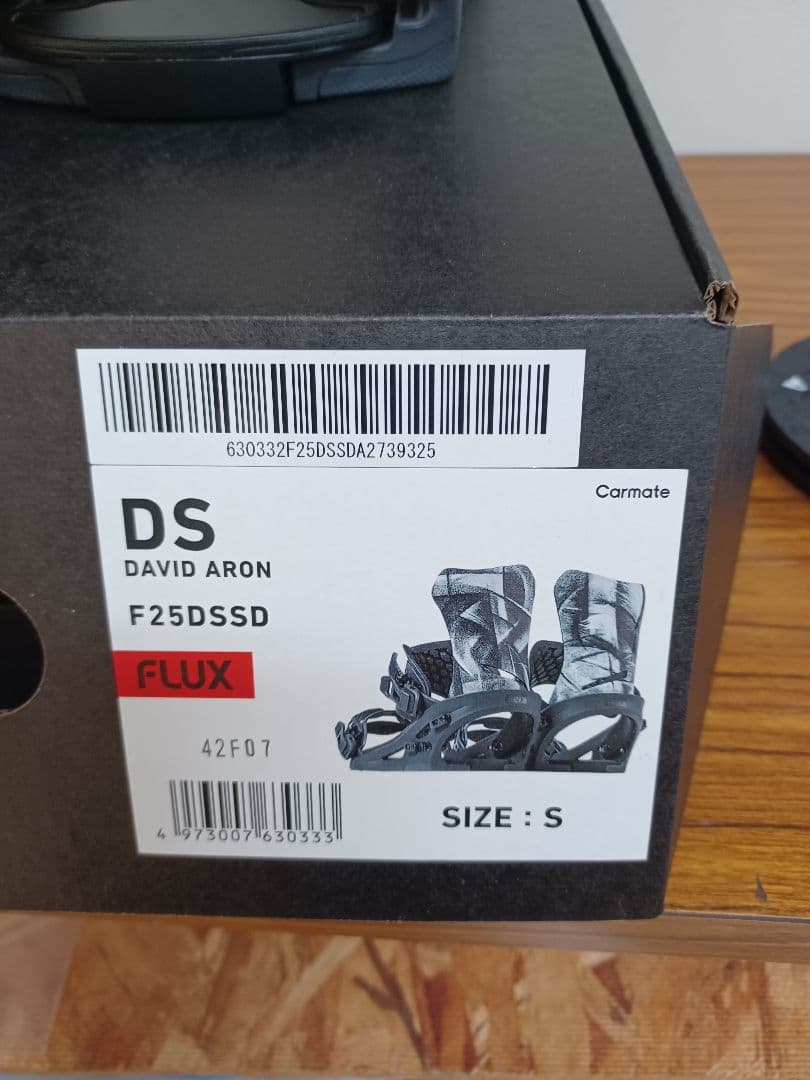 630332F25DSSDA2739325
Carmate
DS
DAVID ARON
F25DSSD
FLUX
42F07
4 973007 630333
SIZE : S